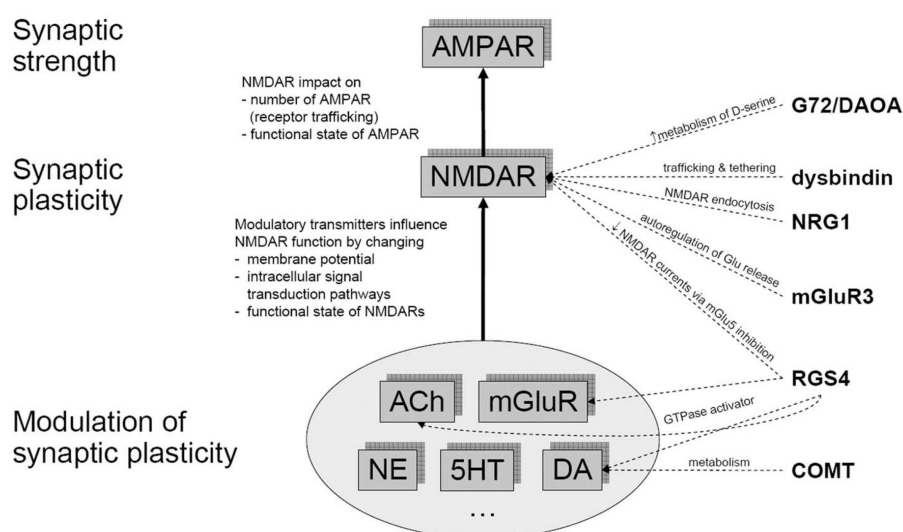 Synaptic
strength
AMPAR
NMDAR impact on
- number of AMPAR
(receptor trafficking)
- functional state of AMPAR
G72/DAOA
↑metabolism of D-serine
Synaptic
plasticity
NMDAR
trafficking & tethering
dysbindin
NMDAR endocytosis
NRG1
Modulatory transmitters influence
NMDAR function by changing
- membrane potential
- intracellular signal
transduction pathways
- functional state of NMDARs
autoregulation of Glu release
mGluR3
↓ NMDAR currents via mGlu5 inhibition
RGS4
Modulation of
synaptic plasticity
ACh
mGluR
GTPase activator
NE
5HT
DA
metabolism
COMT
...